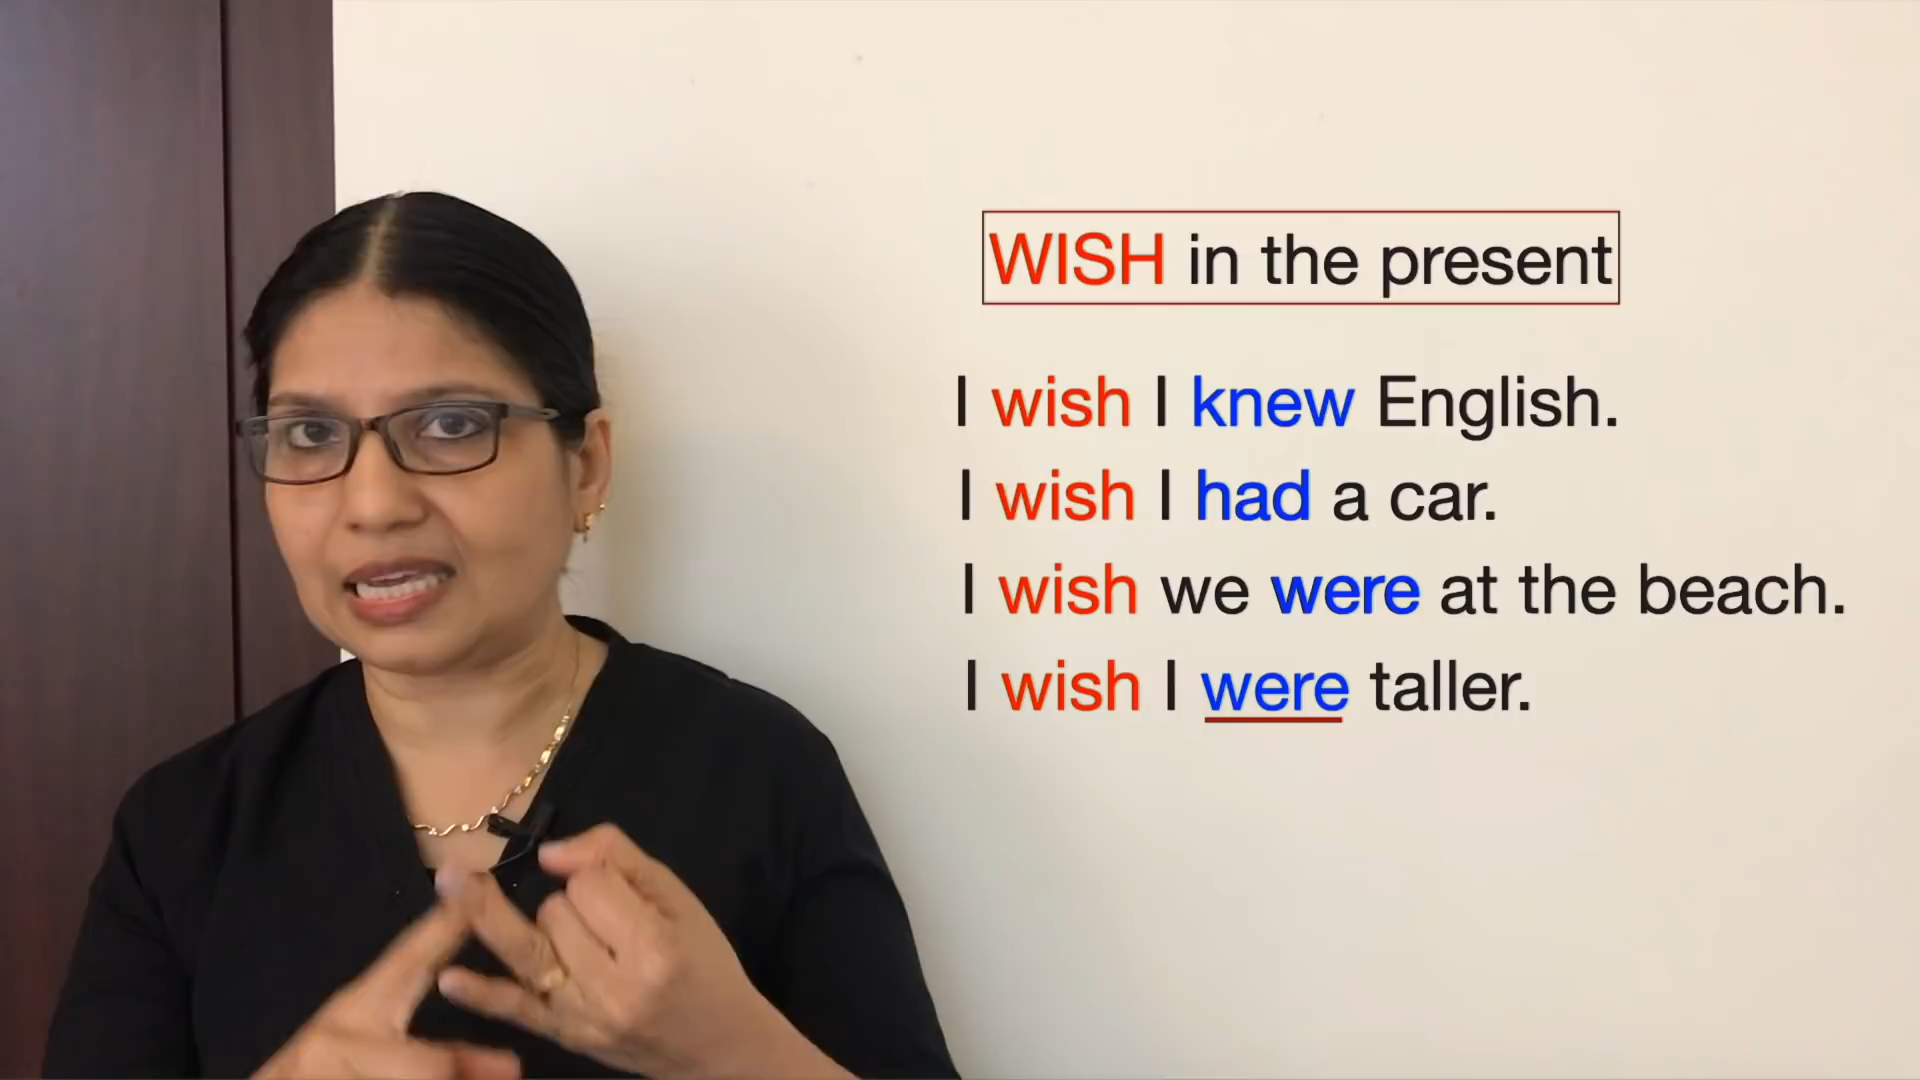 WISH in the present
I wish I knew English.
I wish I had a car.
I wish we were at the beach.
I wish I were taller.